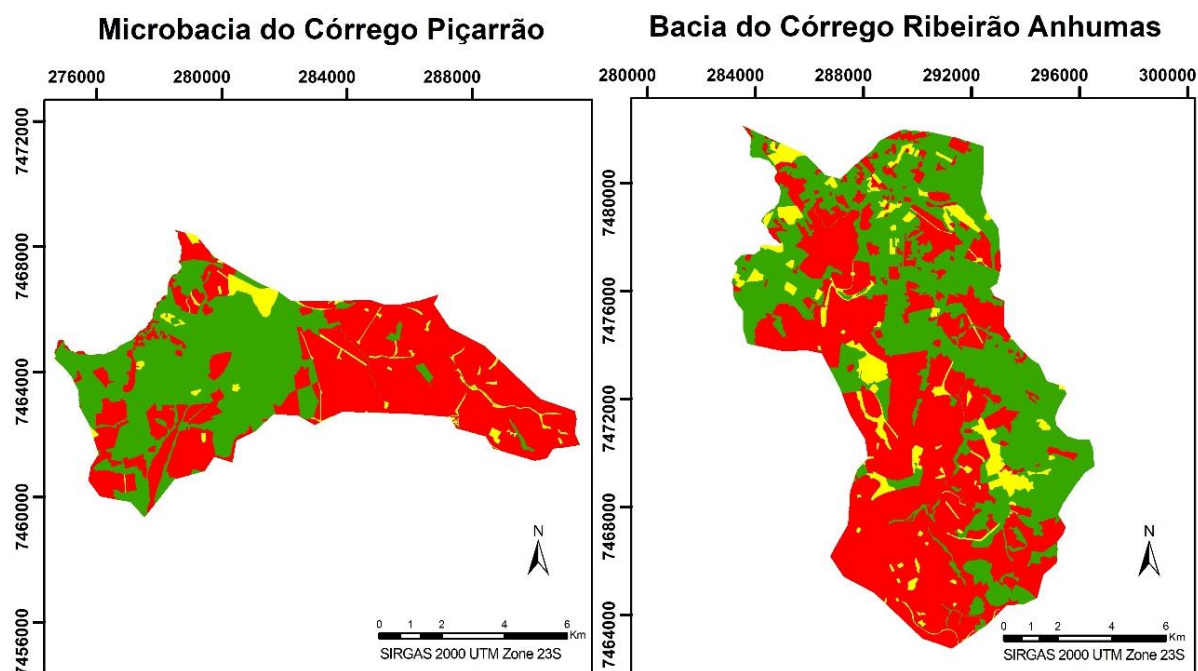 Microbacia do Córrego Piçarrão
276000 280000 284000 288000
7472000
7468000
7464000
7460000
7456000
N
0 1 2 4 6
Km
SIRGAS 2000 UTM Zone 23S
Bacia do Córrego Ribeirão Anhumas
280000 284000 288000 292000 296000 300000
7480000
7476000
7472000
7468000
7464000
N
0 1 2 4 6
Km
SIRGAS 2000 UTM Zone 23S